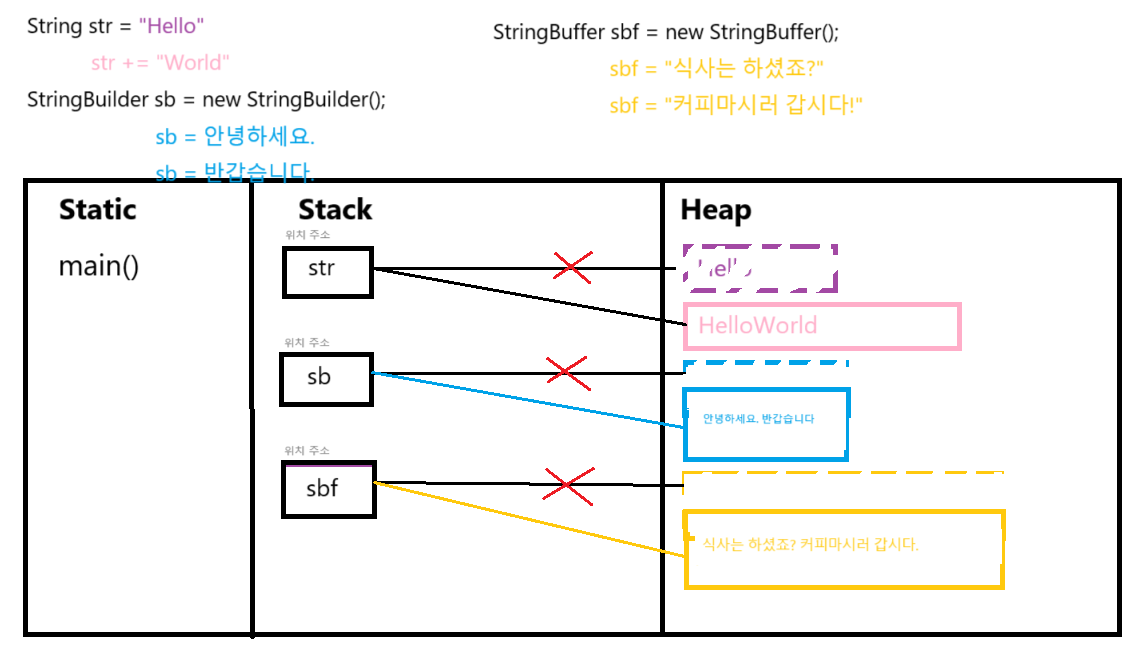 String str = "Hello"
str += "World"
StringBuilder sb = new StringBuilder();
sb = 안녕하세요.
sb = 반갑습니다.
StringBuffer sbf = new StringBuffer();
sbf = "식사는 하셨죠?"
sbf = "커피마시러 갑시다!"
Static
main()
Stack
위치 주소
str
위치 주소
sb
위치 주소
sbf
Heap
Hello
HelloWorld
안녕하세요. 반갑습니다
식사는 하셨죠? 커피마시러 갑시다.